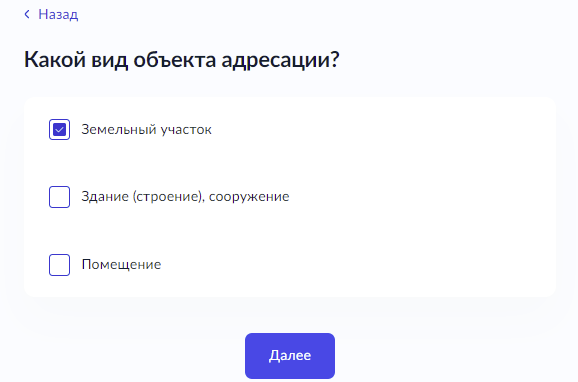 Назад
Какой вид объекта адресации?
Земельный участок
Здание (строение), сооружение
Помещение
Далее